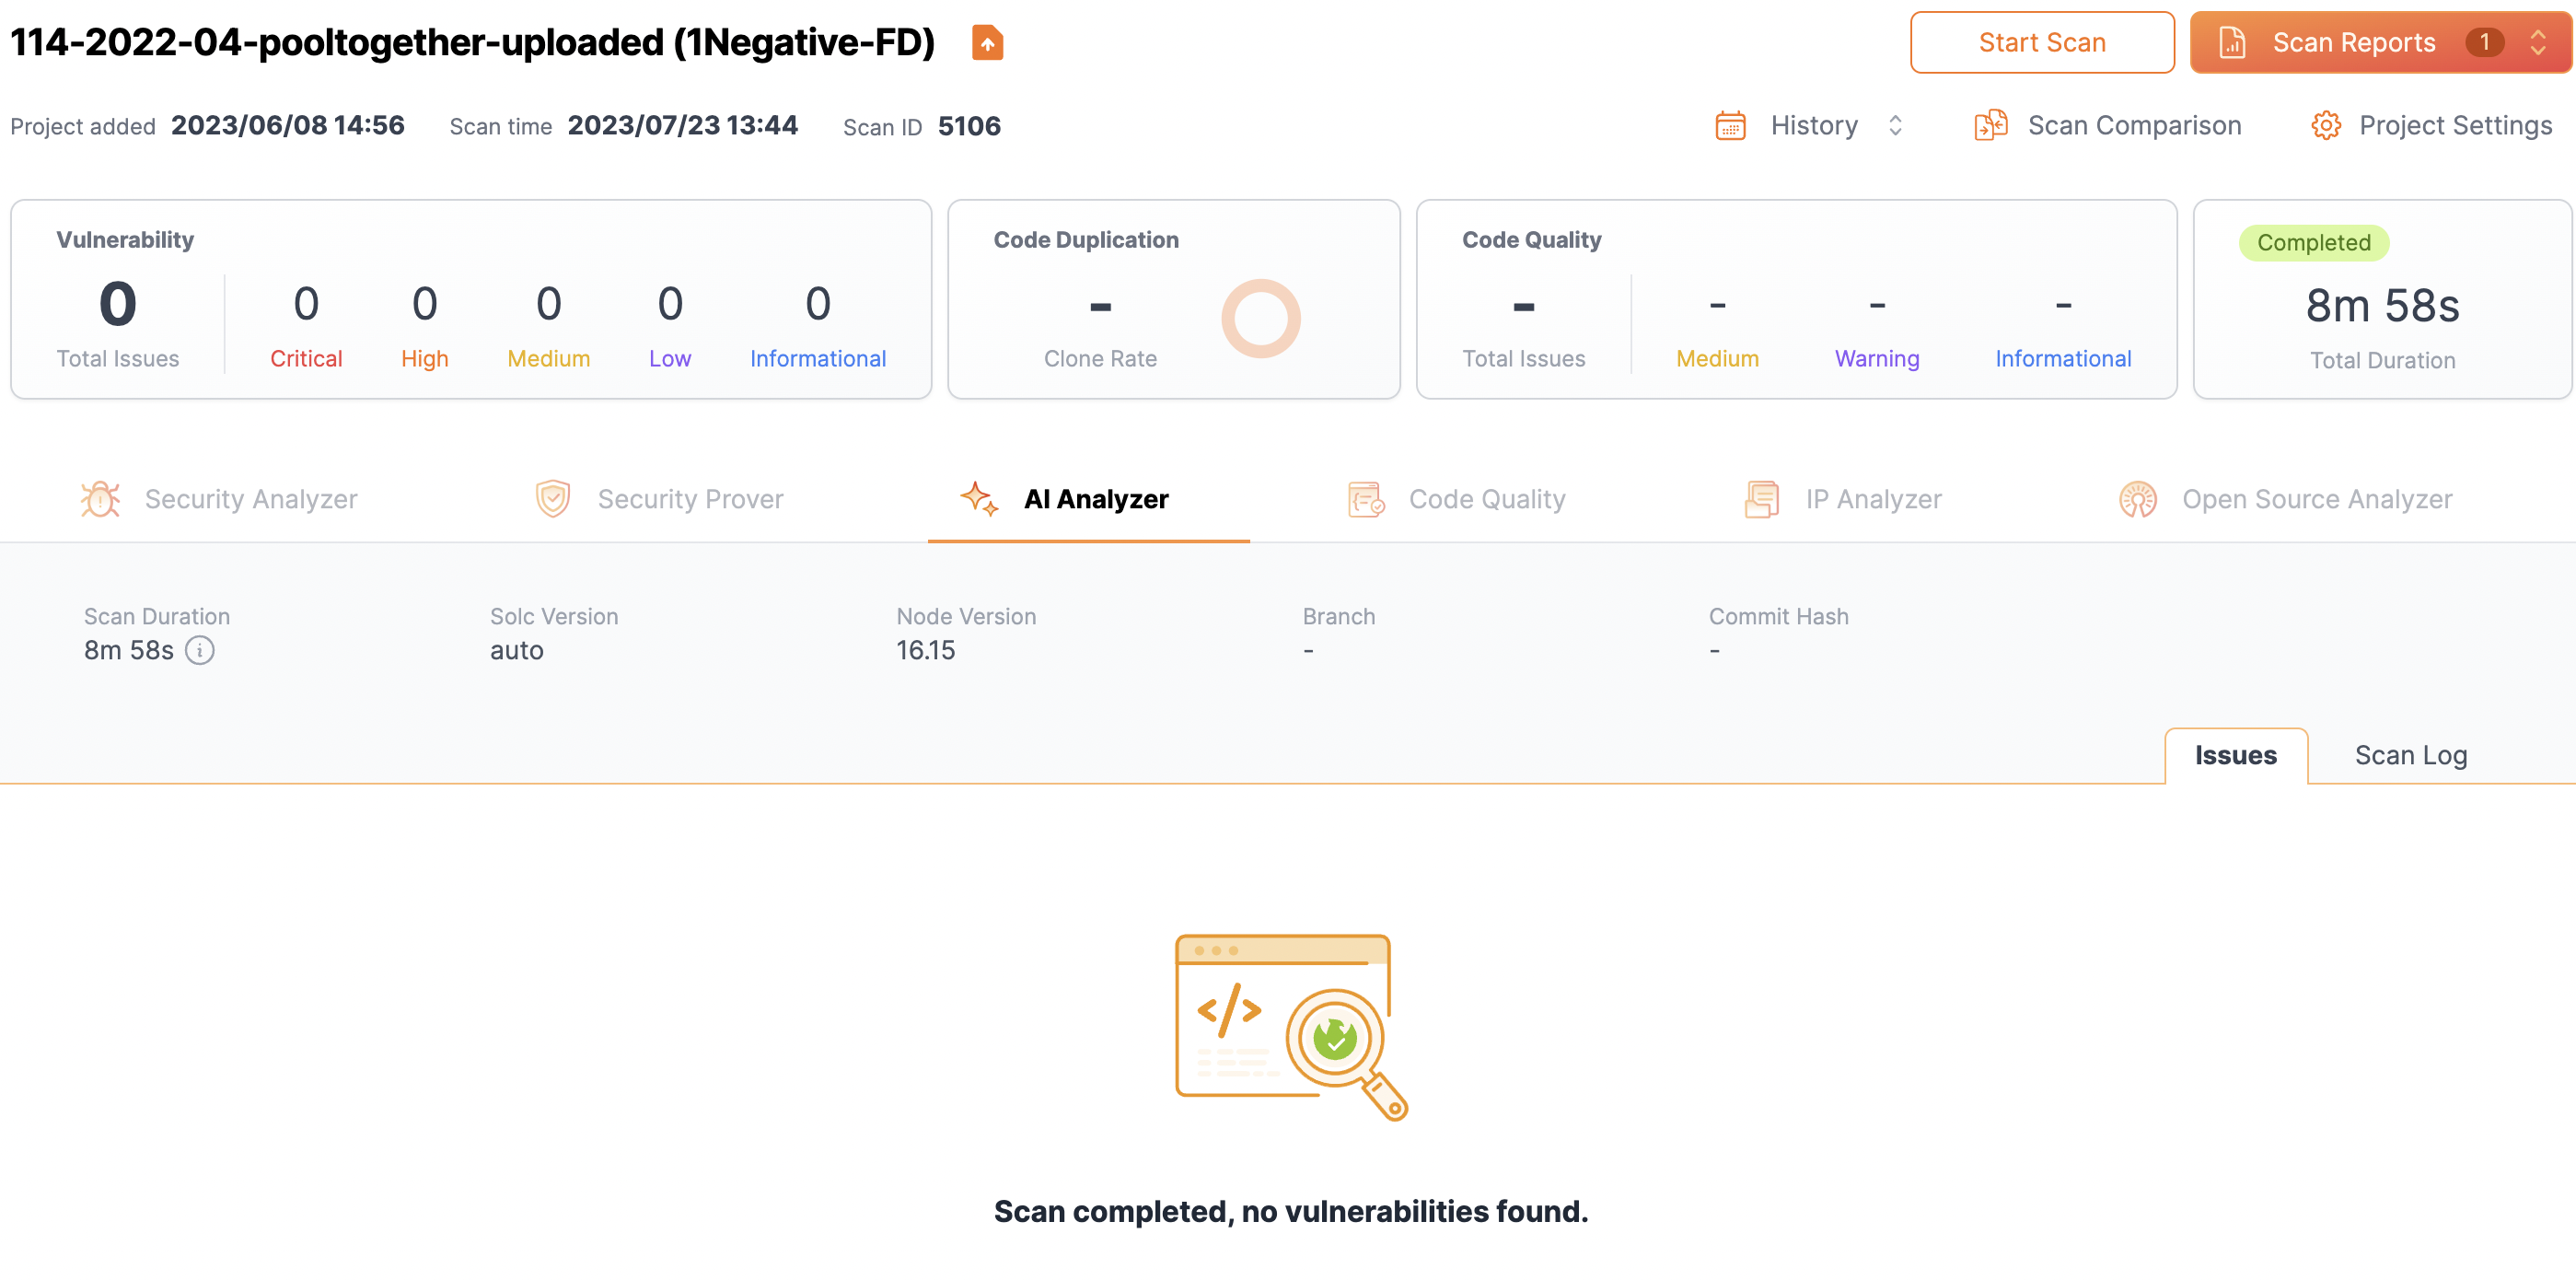 114-2022-04-pooltogether-uploaded (1Negative-FD)
Start Scan
Scan Reports 1
Project added 2023/06/08 14:56 Scan time 2023/07/23 13:44 Scan ID 5106
History Scan Comparison Project Settings
Vulnerability
0 0 0 0 0 0
Total Issues Critical High Medium Low Informational
Code Duplication
-
Clone Rate
Code Quality
- - - -
Total Issues Medium Warning Informational
Completed
8m 58s
Total Duration
Security Analyzer Security Prover AI Analyzer Code Quality IP Analyzer Open Source Analyzer
Scan Duration Solc Version Node Version Branch Commit Hash
8m 58s auto 16.15 - -
Issues Scan Log
</>
Scan completed, no vulnerabilities found.